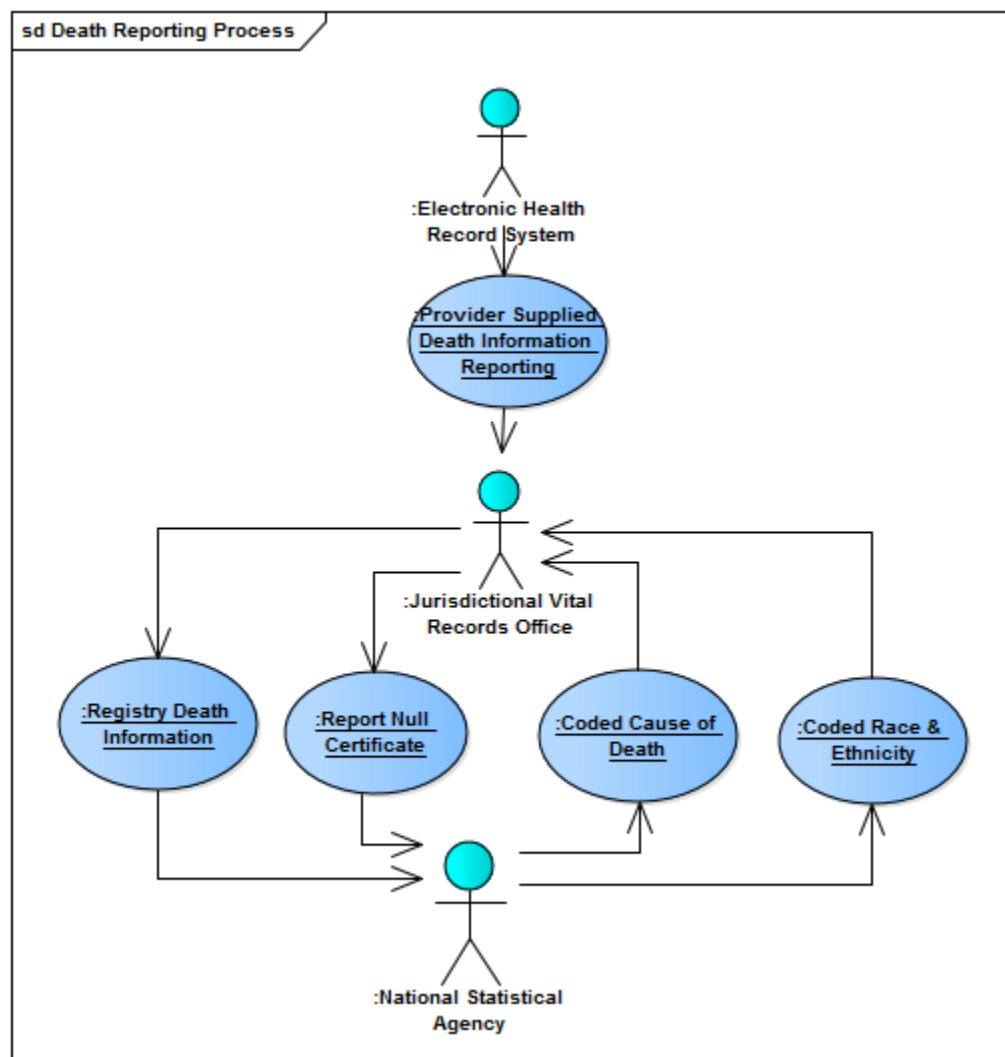 sd Death Reporting Process
:Electronic Health
Record System
:Provider Supplied
Death Information
Reporting
:Jurisdictional Vital
Records Office
:Registry Death
Information
:Report Null
Certificate
:Coded Cause of
Death
:Coded Race &
Ethnicity
:National Statistical
Agency